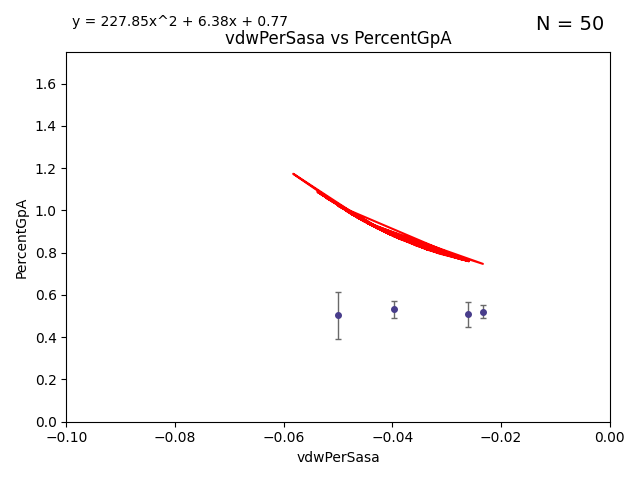 y = 227.85x^2 + 6.38x + 0.77
N = 50
vdwPerSasa vs PercentGpA
PercentGpA
1.6
1.4
1.2
1.0
0.8
0.6
0.4
0.2
0.0
−0.10 −0.08 −0.06 −0.04 −0.02 0.00
vdwPerSasa